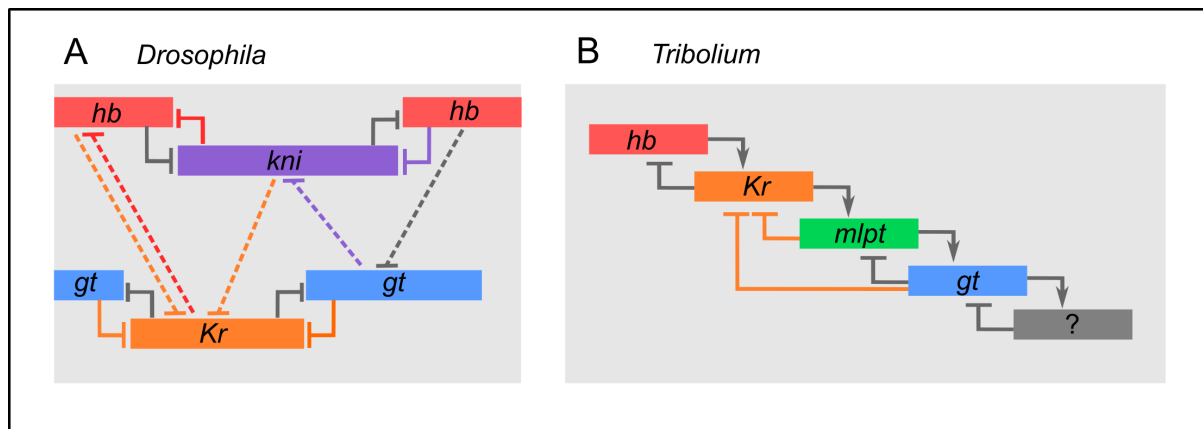 A Drosophila
hb hb
kni
gt gt
Kr
B Tribolium
hb
Kr
mlpt
gt
?